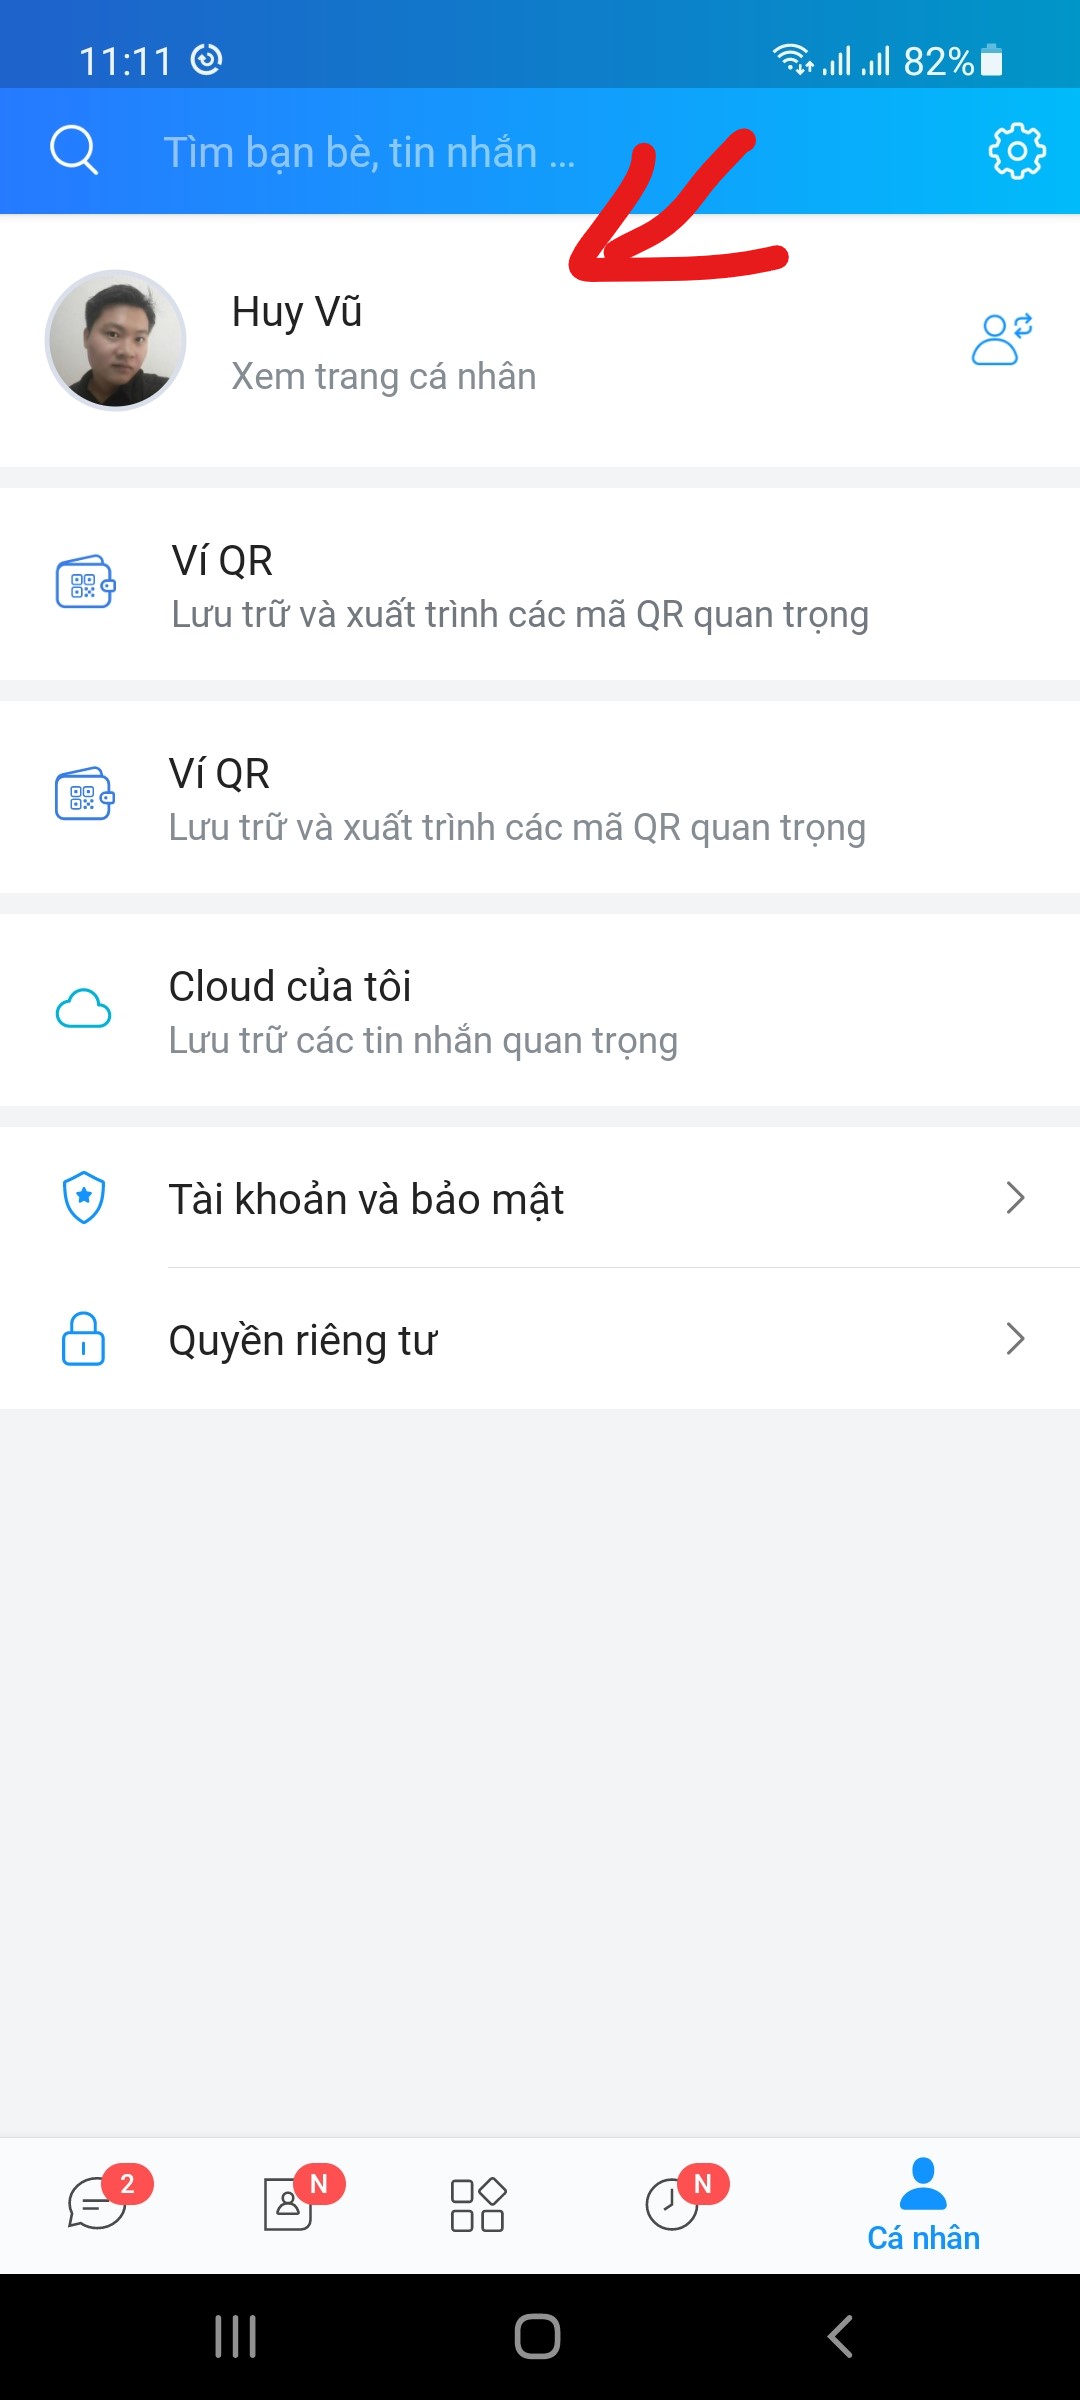 11:11
82%
Tìm bạn bè, tin nhắn ...
Huy Vũ
Xem trang cá nhân
Ví QR
Lưu trữ và xuất trình các mã QR quan trọng
Ví QR
Lưu trữ và xuất trình các mã QR quan trọng
Cloud của tôi
Lưu trữ các tin nhắn quan trọng
Tài khoản và bảo mật
Quyền riêng tư
2
N
N
Cá nhân